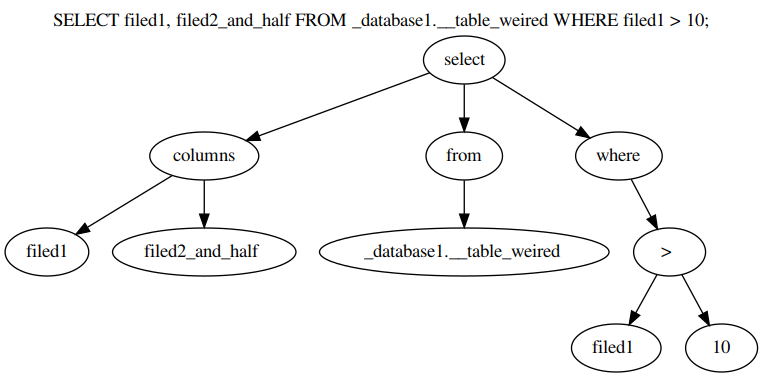 SELECT filed1, filed2_and_half FROM _database1.__table_weired WHERE filed1 > 10;
select
columns from where
filed1 filed2_and_half _database1.__table_weired >
filed1 10